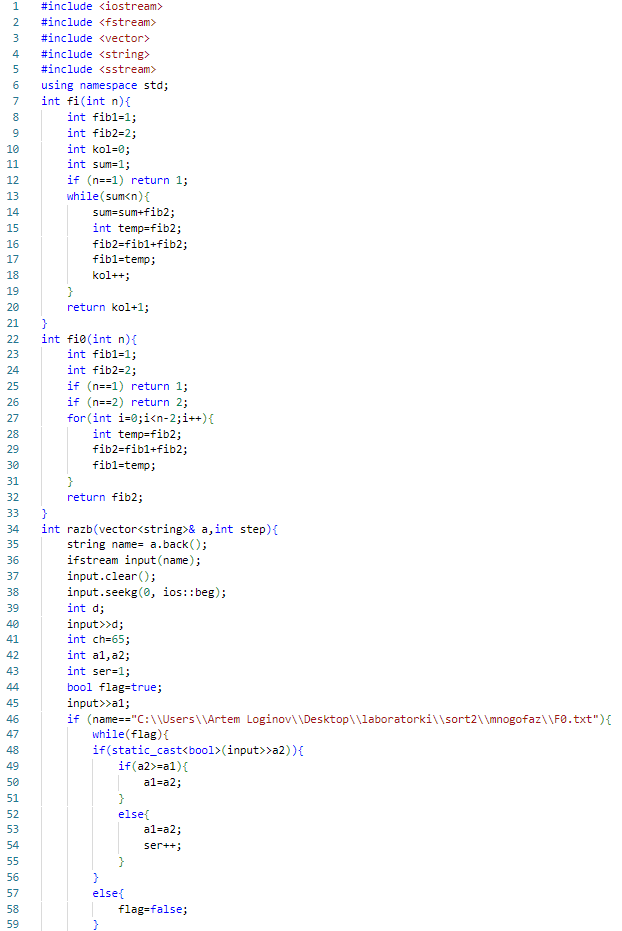 1 #include <iostream>
2 #include <fstream>
3 #include <vector>
4 #include <string>
5 #include <sstream>
6 using namespace std;
7 int fi(int n){
8     int fib1=1;
9     int fib2=2;
10     int kol=0;
11     int sum=1;
12     if (n==1) return 1;
13     while(sum<n){
14         sum=sum+fib2;
15         int temp=fib2;
16         fib2=fib1+fib2;
17         fib1=temp;
18         kol++;
19     }
20     return kol+1;
21 }
22 int fi0(int n){
23     int fib1=1;
24     int fib2=2;
25     if (n==1) return 1;
26     if (n==2) return 2;
27     for(int i=0;i<n-2;i++){
28         int temp=fib2;
29         fib2=fib1+fib2;
30         fib1=temp;
31     }
32     return fib2;
33 }
34 int razb(vector<string>& a,int step){
35     string name= a.back();
36     ifstream input(name);
37     input.clear();
38     input.seekg(0, ios::beg);
39     int d;
40     input>>d;
41     int ch=65;
42     int a1,a2;
43     int ser=1;
44     bool flag=true;
45     input>>a1;
46     if (name=="C:\\Users\\Artem Loginov\\Desktop\\laboratorki\\sort2\\mnogofaz\\F0.txt"){
47         while(flag){
48         if(static_cast<bool>(input>>a2)){
49             if(a2>=a1){
50                 a1=a2;
51             }
52             else{
53                 a1=a2;
54                 ser++;
55             }
56         }
57         else{
58             flag=false;
59         }